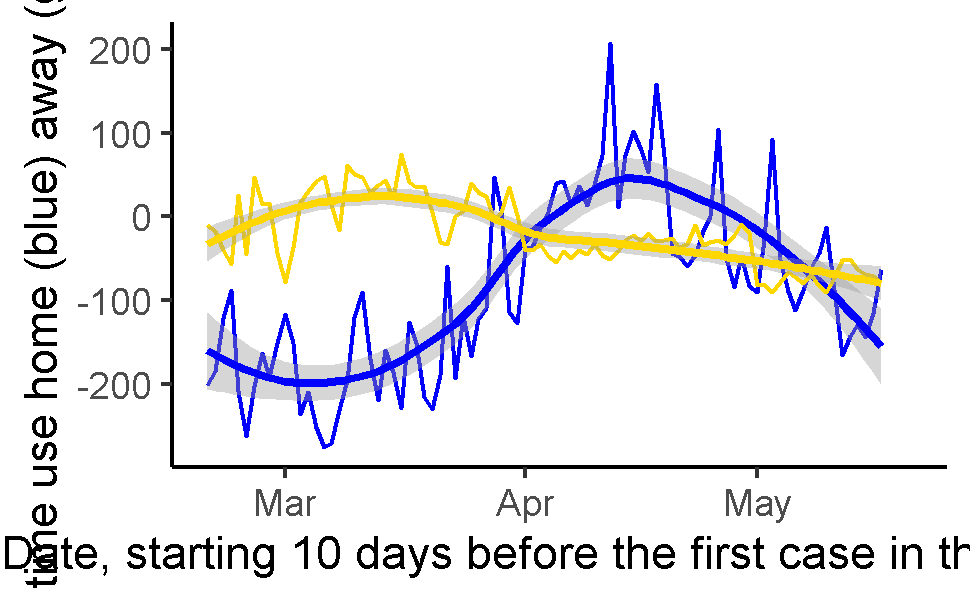 time use home (blue) away (
200
100
0
-100
-200
Mar Apr May
Date, starting 10 days before the first case in th